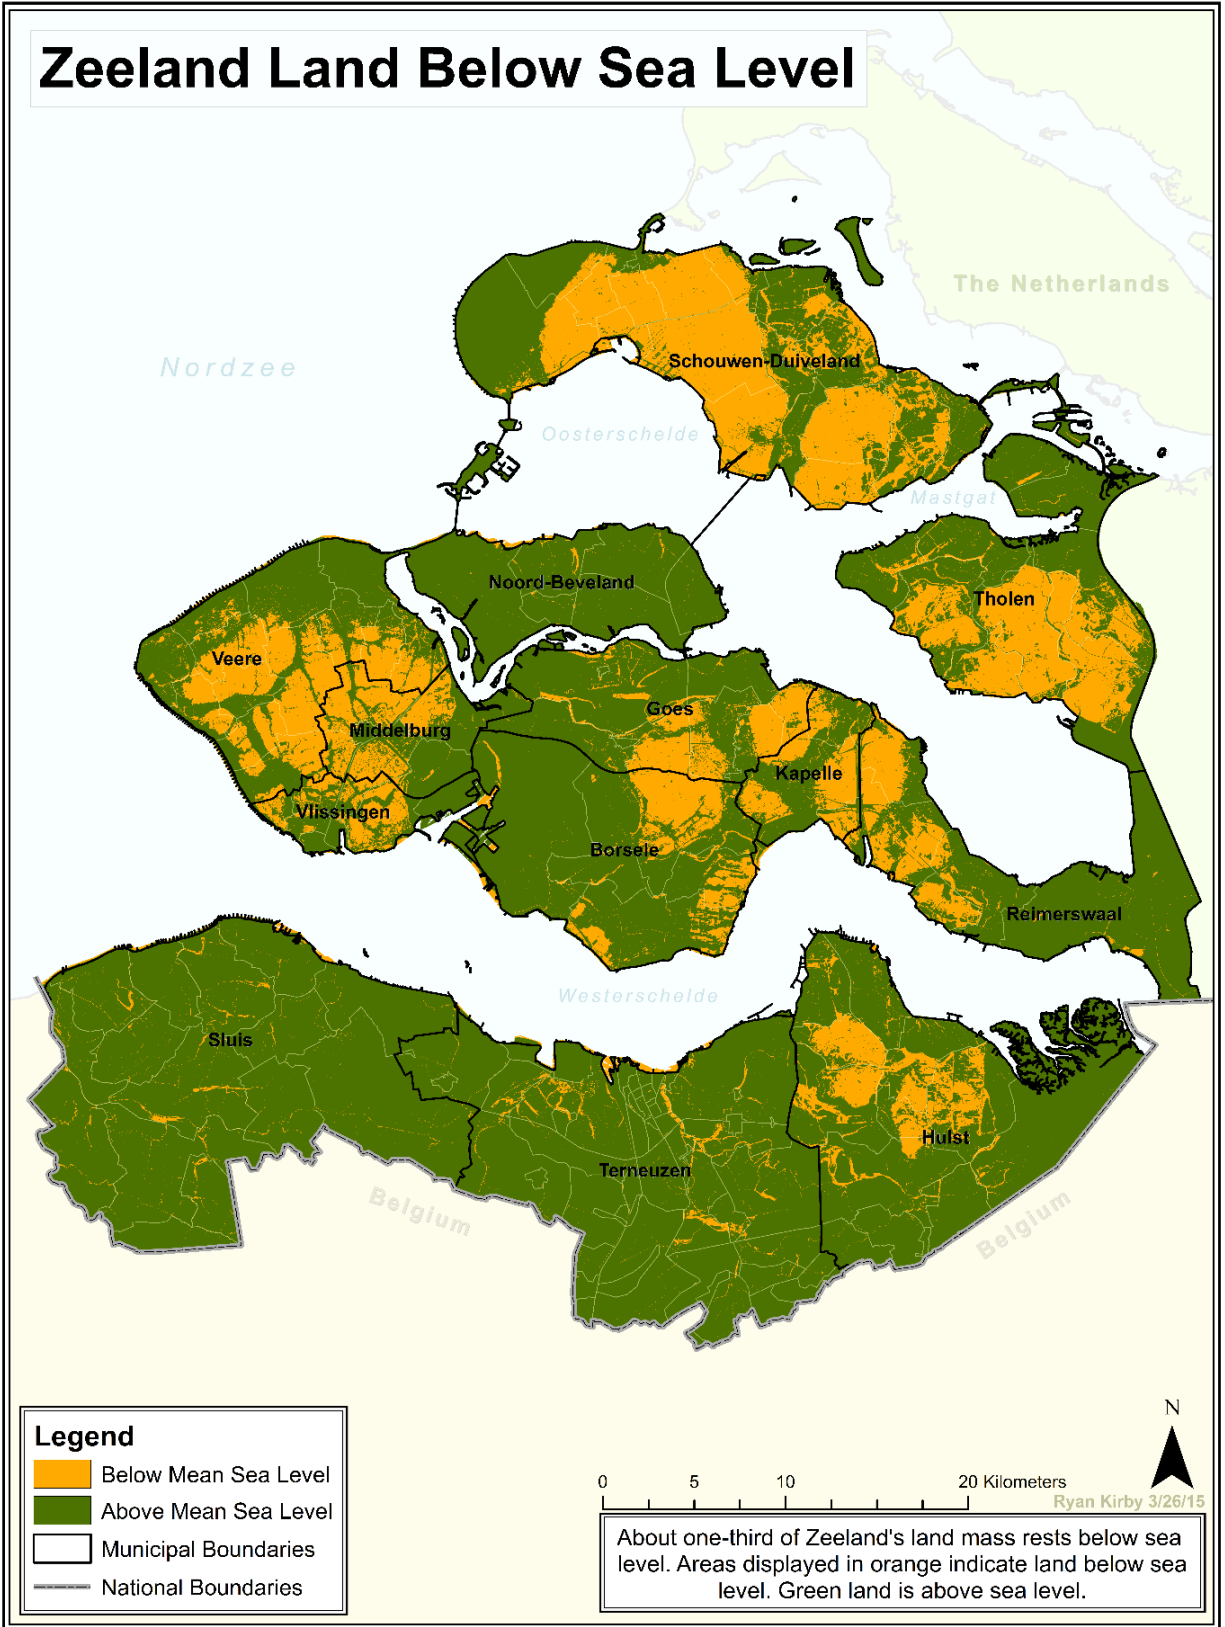 Zeeland Land Below Sea Level
The Netherlands
Nordzee
Schouwen-Duiveland
Oosterschelde
Mastgat
Noord-Beveland
Tholen
Veere
Goes
Middelburg
Kapelle
Vlissingen
Borsele
Reimerswaal
Westerschelde
Sluis
Hulst
Terneuzen
Belgium
Belgium
Legend
Below Mean Sea Level
Above Mean Sea Level
Municipal Boundaries
National Boundaries
N
0 5 10 20 Kilometers
Ryan Kirby 3/26/15
About one-third of Zeeland's land mass rests below sea
level. Areas displayed in orange indicate land below sea
level. Green land is above sea level.